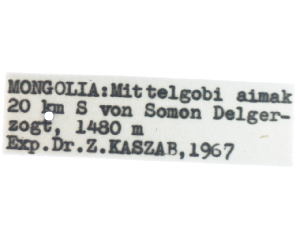 MONGOLIA:Mittelgobi aimak
20 km S von Somon Delger-
zogt, 1480 m
Exp.Dr.Z.KASZAB,1967